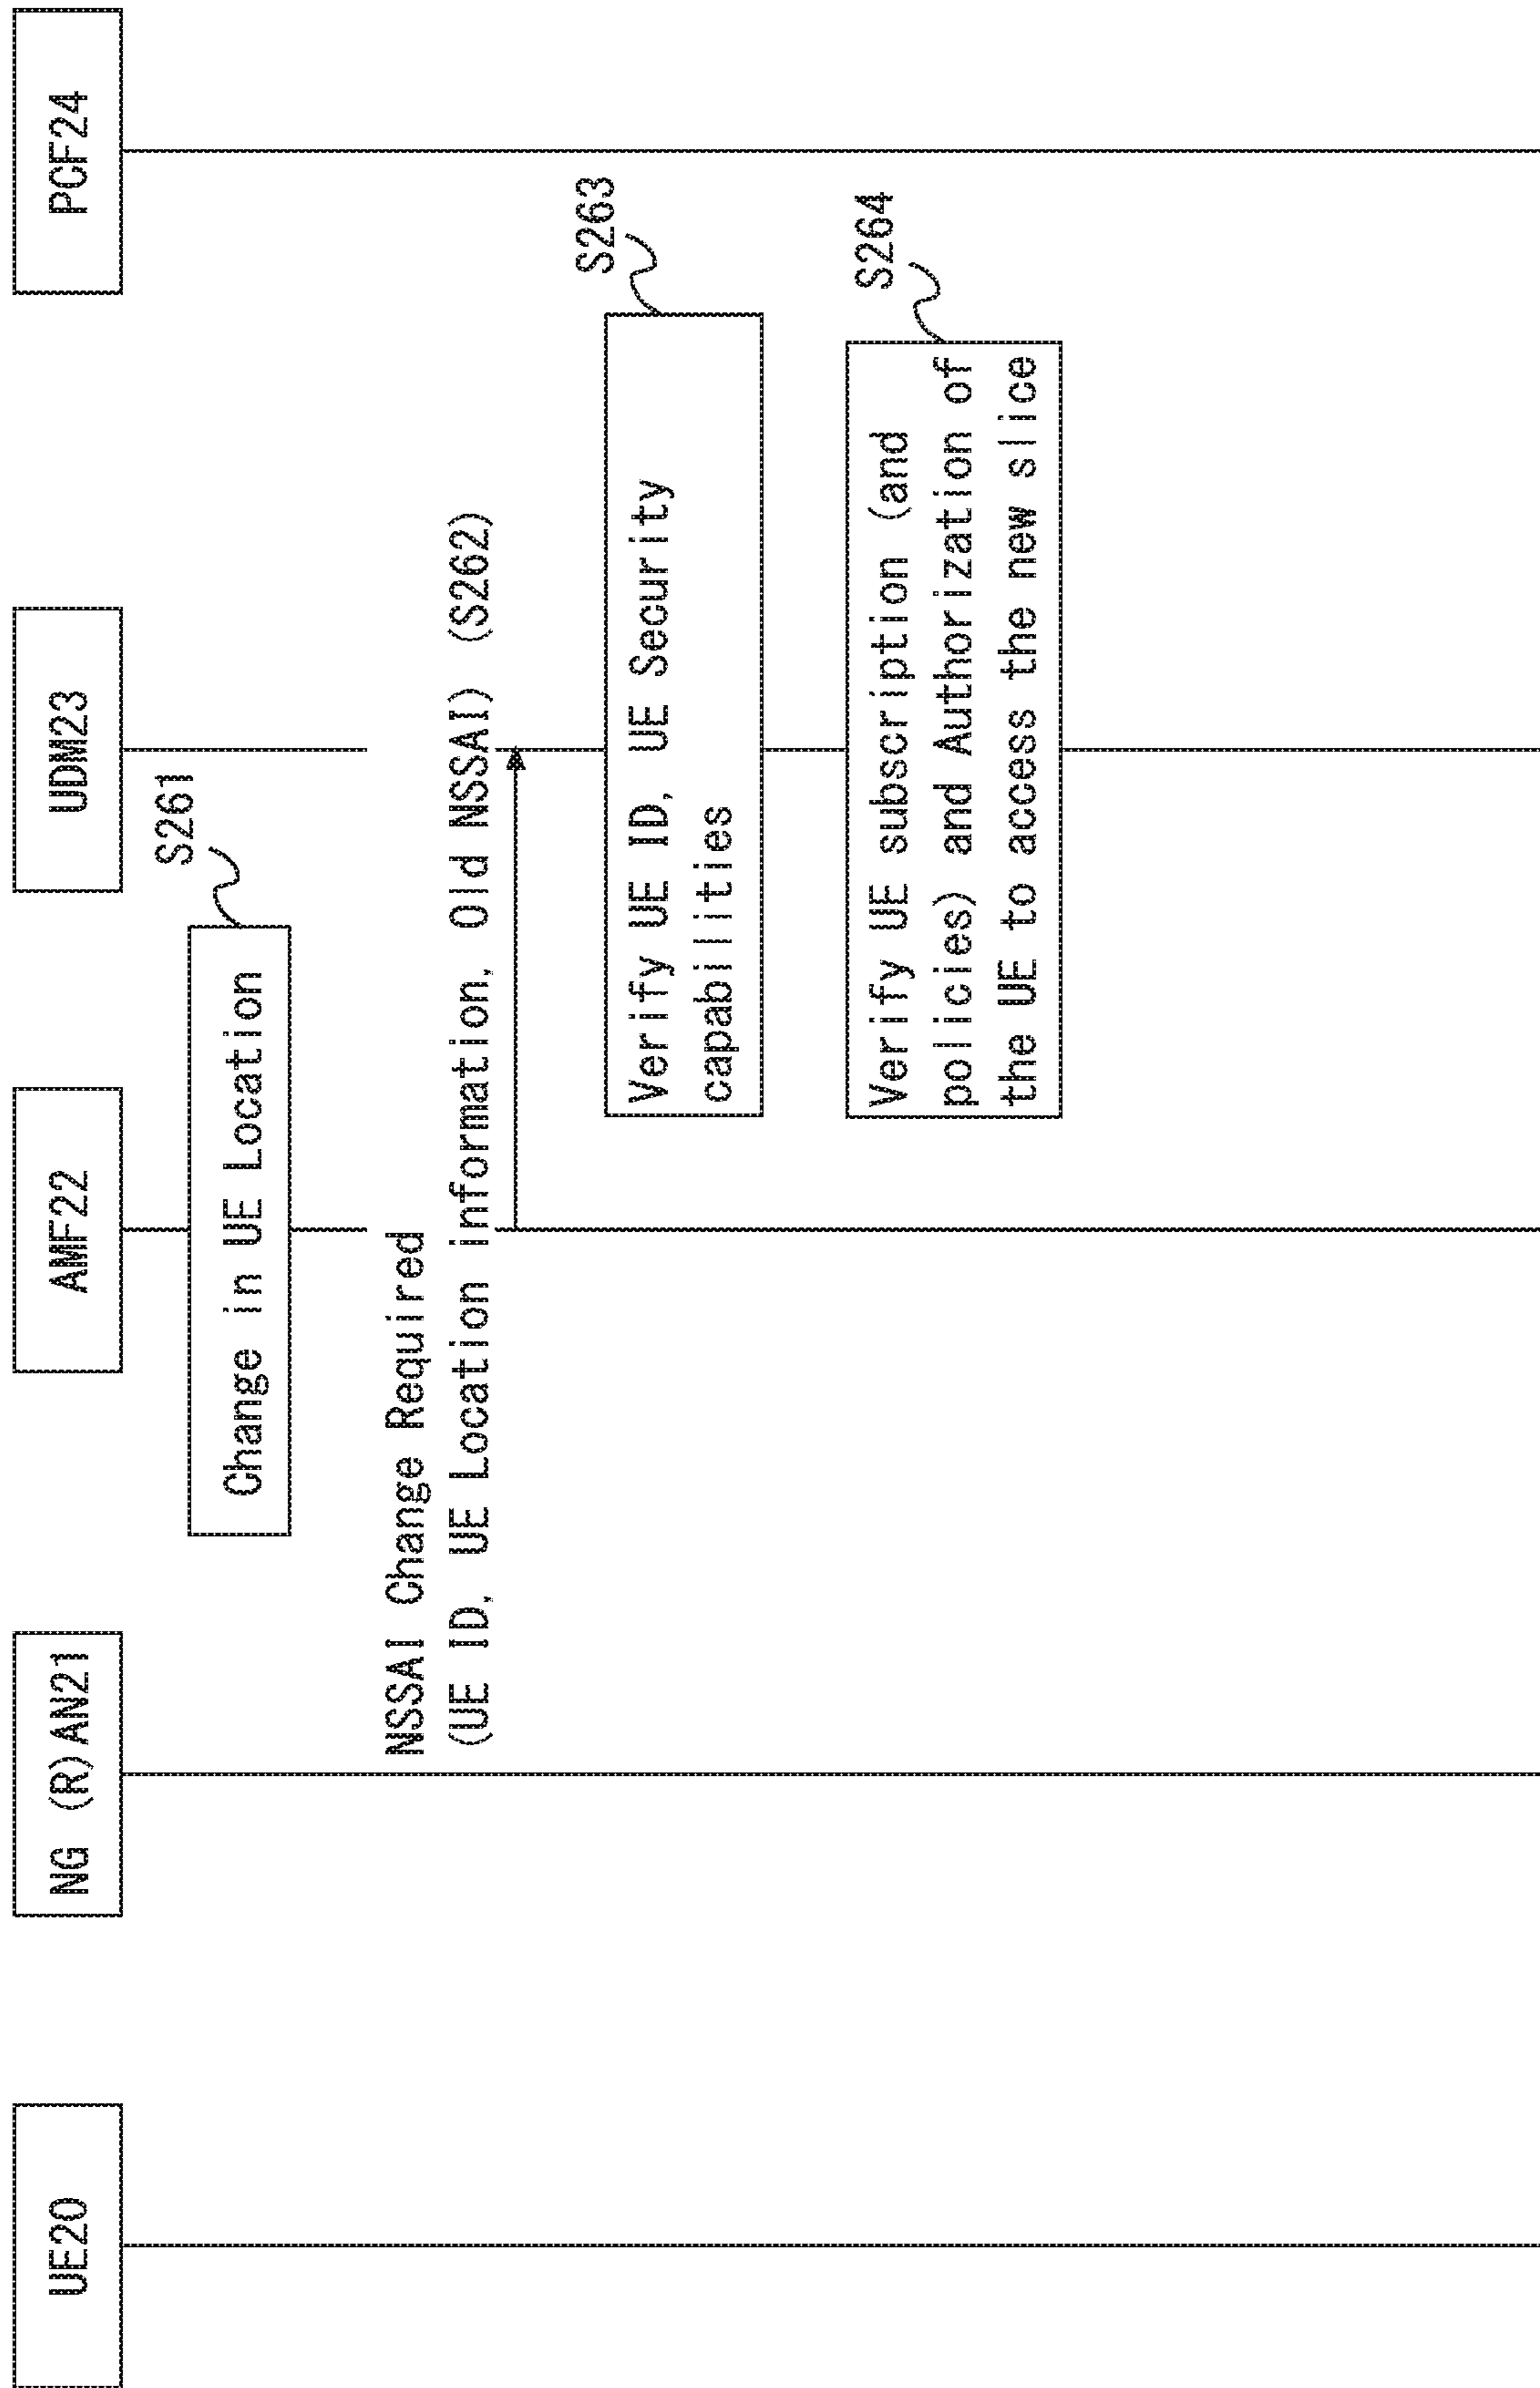 UE20
NG (R)AN21
AMF22
UDM23
PCF24
Change in UE Location
S261
NSSAI Change Required
(UE ID, UE Location information, Old NSSAI) (S262)
Verify UE ID, UE Security
capabilities
S263
Verify UE subscription (and
policies) and Authorization of
the UE to access the new slice
S264